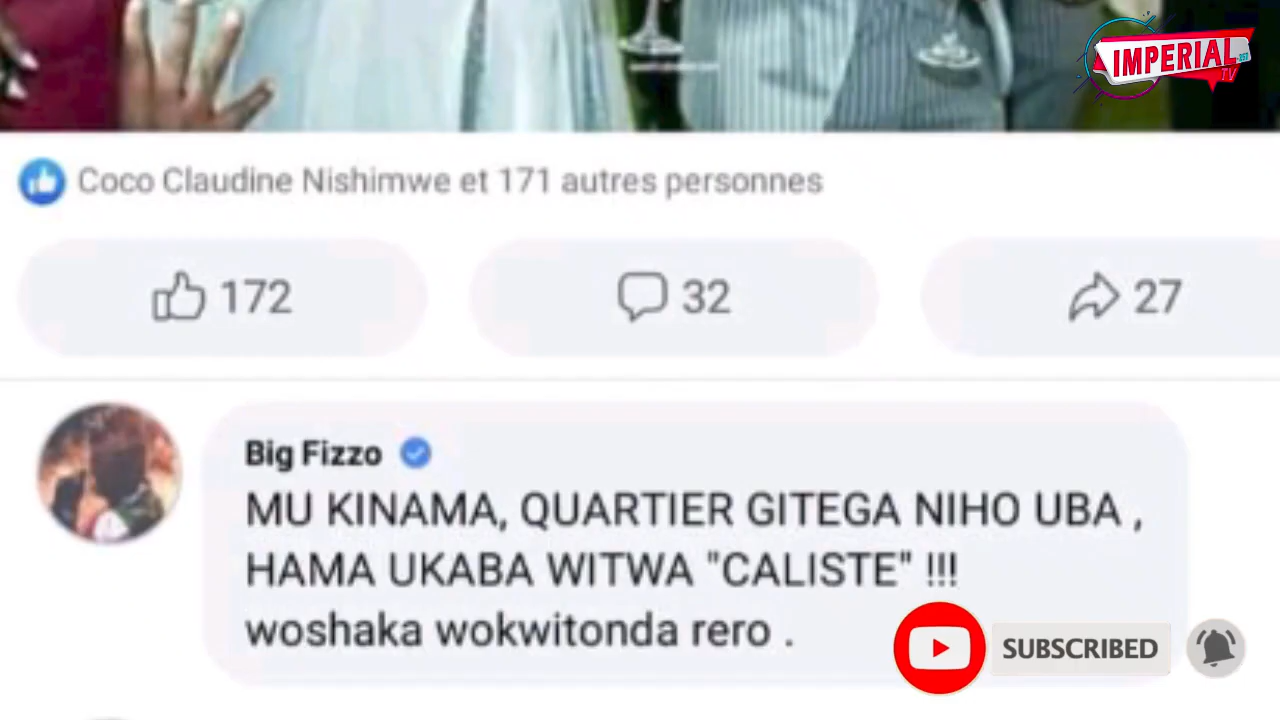 IMPERIAL
TV
Coco Claudine Nishimwe et 171 autres personnes
172
32
27
Big Fizzo
MU KINAMA, QUARTIER GITEGA NIHO UBA ,
HAMA UKABA WITWA "CALISTE" !!!
woshaka wokwitonda rero .
SUBSCRIBED